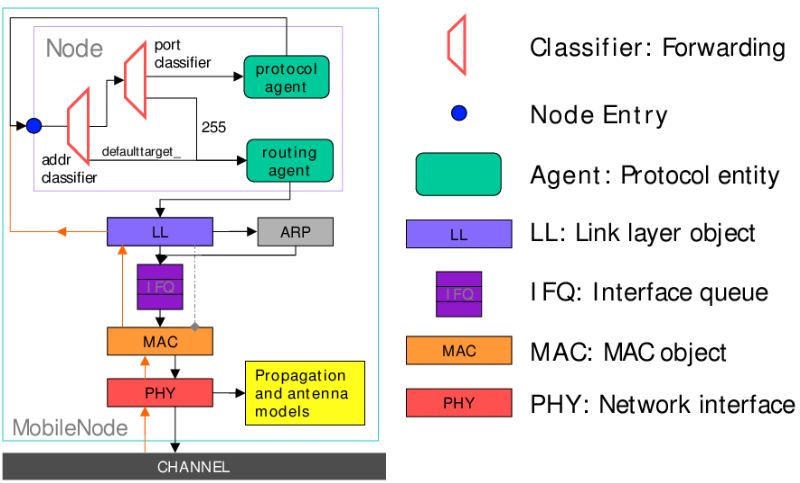 Node
port
classifier
protocol
agent
255
addr
classifier
defaulttarget_
routing
agent
LL
ARP
IFQ
MAC
PHY
Propagation
and antenna
models
MobileNode
CHANNEL
Classifier: Forwarding
Node Entry
Agent: Protocol entity
LL
LL: Link layer object
IFQ
IFQ: Interface queue
MAC
MAC: MAC object
PHY
PHY: Network interface